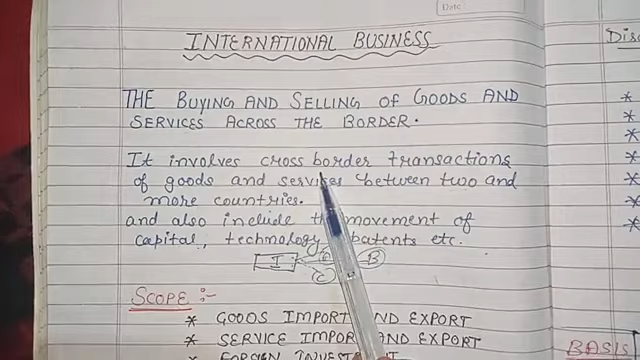 Date
INTERNATIONAL BUSINESS
THE BUYING AND SELLING OF GOODS AND
SERVICES ACROSS THE BORDER.
It involves cross border transactions
of goods and services between two and
more countries.
and also include the movement of
capital, technology patents etc.
I
B
C
SCOPE :-
* GOODS IMPORT AND EXPORT
* SERVICE IMPORT AND EXPORT
* FOREIGN
BASIS